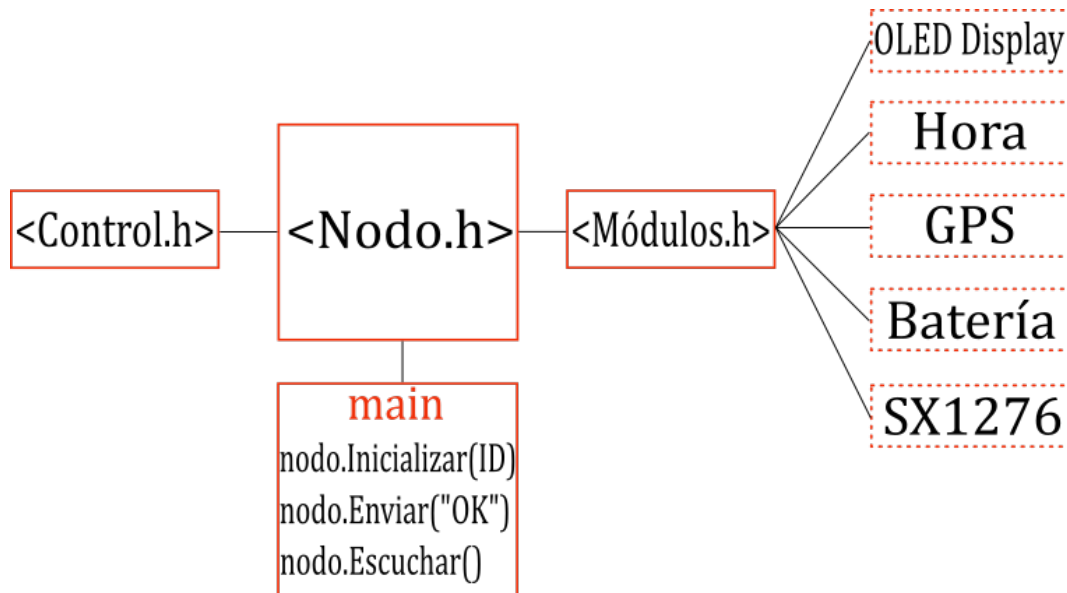 <Control.h>
<Nodo.h>
main
nodo.Inicializar(ID)
nodo.Enviar("OK")
nodo.Escuchar()
<Módulos.h>
OLED Display
Hora
GPS
Batería
SX1276